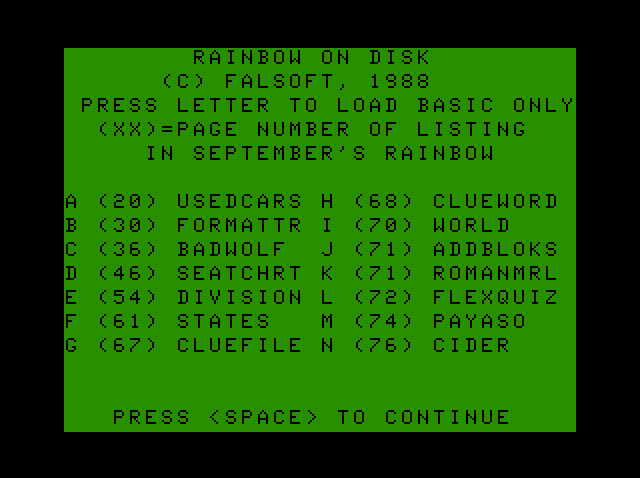 RAINBOW ON DISK
(C) FALSOFT, 1988
PRESS LETTER TO LOAD BASIC ONLY
(XX)=PAGE NUMBER OF LISTING
IN SEPTEMBER'S RAINBOW
A (20) USEDCARS H (68) CLUEWORD
B (30) FORMATTR I (70) WORLD
C (36) BADWOLF J (71) ADDBLOKS
D (46) SEATCHRT K (71) ROMANMRL
E (54) DIVISION L (72) FLEXQUIZ
F (61) STATES M (74) PAYASO
G (67) CLUEFILE N (76) CIDER
PRESS <SPACE> TO CONTINUE